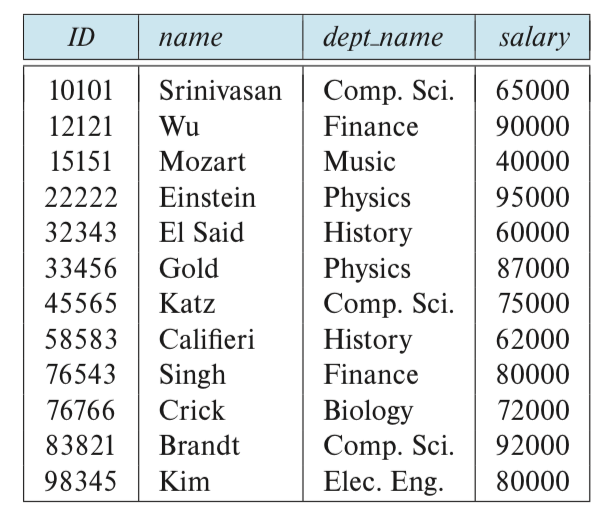 ID name dept_name salary
10101 Srinivasan Comp. Sci. 65000
12121 Wu Finance 90000
15151 Mozart Music 40000
22222 Einstein Physics 95000
32343 El Said History 60000
33456 Gold Physics 87000
45565 Katz Comp. Sci. 75000
58583 Califieri History 62000
76543 Singh Finance 80000
76766 Crick Biology 72000
83821 Brandt Comp. Sci. 92000
98345 Kim Elec. Eng. 80000